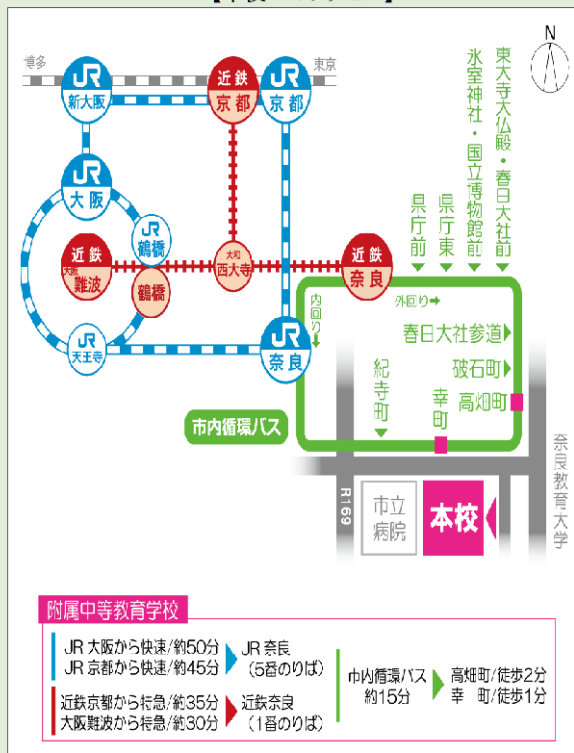 N
博多
東京
JR
新大阪
近鉄
京都
JR
京都
JR
大阪
JR
鶴橋
近鉄
大阪
難波
鶴橋
大和
西大寺
近鉄
奈良
JR
天王寺
JR
奈良
東大寺大仏殿・春日大社前
氷室神社・国立博物館前
県庁東
県庁前
内回り→
外回り→
春日大社参道
破石町
高畑町
幸町
紀寺町
市内循環バス
R169
市立
病院
本校
奈良教育大学
附属中等教育学校
JR 大阪から快速/約50分
JR 京都から快速/約45分
JR 奈良
(5番のりば)
近鉄京都から特急/約35分
大阪難波から特急/約30分
近鉄奈良
(1番のりば)
市内循環バス
約15分
高畑町/徒歩2分
幸 町/徒歩1分